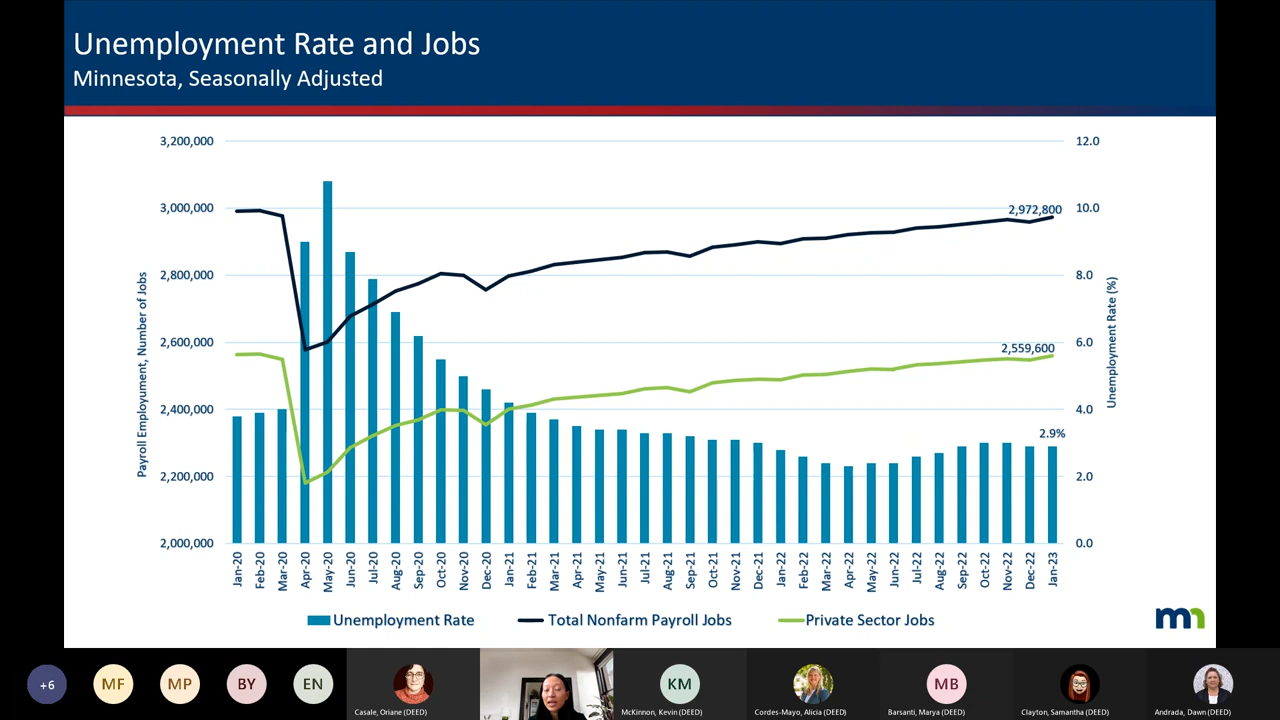 Unemployment Rate and Jobs
Minnesota, Seasonally Adjusted
Payroll Employument, Number of Jobs
3,200,000
3,000,000
2,800,000
2,600,000
2,400,000
2,200,000
2,000,000
2,972,800
2,559,600
2.9%
12.0
10.0
8.0
6.0
4.0
2.0
0.0
Unemployment Rate (%)
Jan-20 Feb-20 Mar-20 Apr-20 May-20 Jun-20 Jul-20 Aug-20 Sep-20 Oct-20 Nov-20 Dec-20 Jan-21 Feb-21 Mar-21 Apr-21 May-21 Jun-21 Jul-21 Aug-21 Sep-21 Oct-21 Nov-21 Dec-21 Jan-22 Feb-22 Mar-22 Apr-22 May-22 Jun-22 Jul-22 Aug-22 Sep-22 Oct-22 Nov-22 Dec-22 Jan-23
Unemployment Rate Total Nonfarm Payroll Jobs Private Sector Jobs
mn
+6 MF MP BY EN KM MB
Casale, Oriane (DEED) McKinnon, Kevin (DEED) Cordes-Mayo, Alicia (DEED) Barsanti, Marya (DEED) Clayton, Samantha (DEED) Andrada, Dawn (DEED)